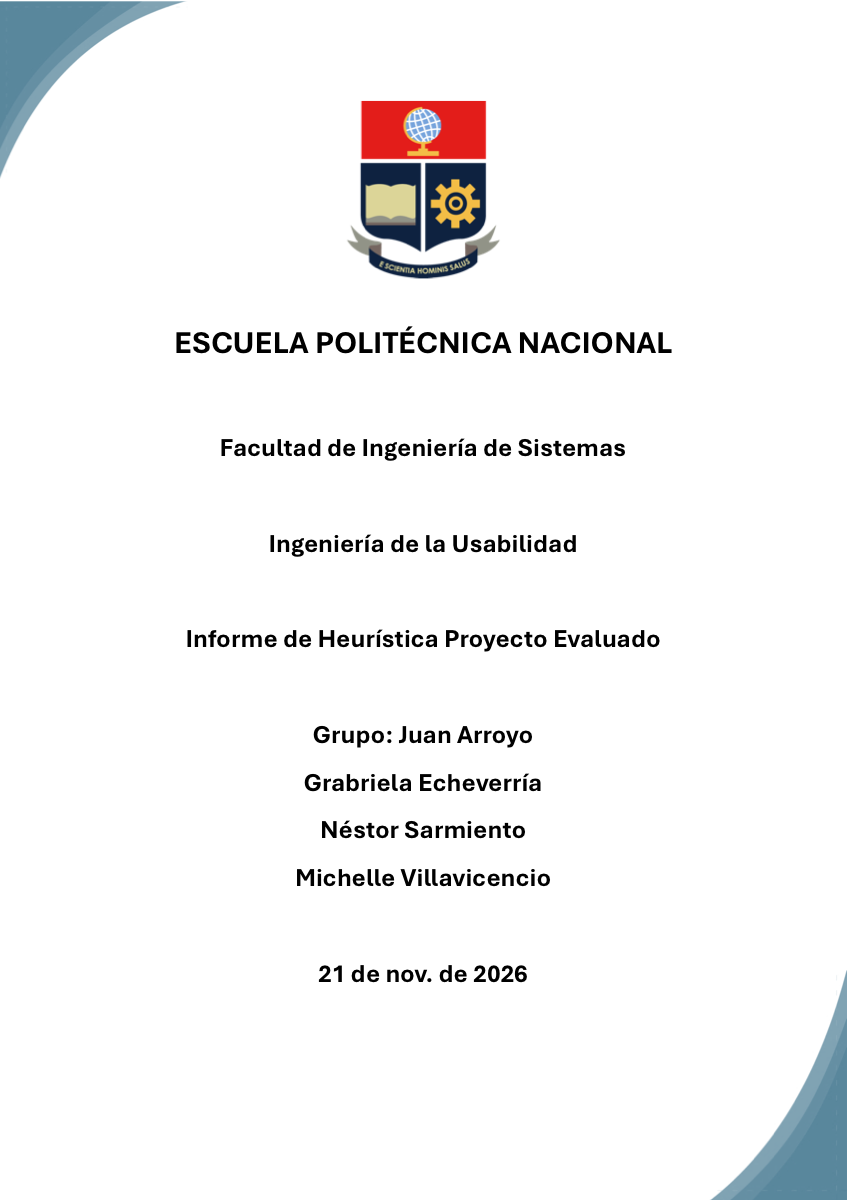 E SCIENTIA HOMINIS SALUS
ESCUELA POLITÉCNICA NACIONAL
Facultad de Ingeniería de Sistemas
Ingeniería de la Usabilidad
Informe de Heurística Proyecto Evaluado
Grupo: Juan Arroyo
Grabriela Echeverría
Néstor Sarmiento
Michelle Villavicencio
21 de nov. de 2026